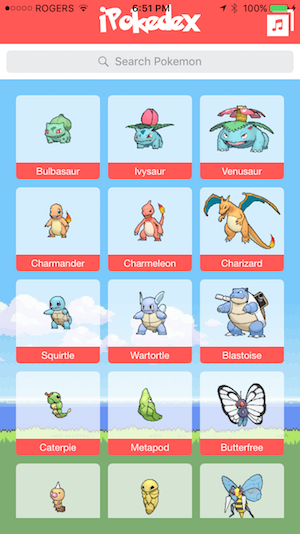 ROGERS 6:51 PM 100%
iPokedex
Search Pokemon
Bulbasaur Ivysaur Venusaur
Charmander Charmeleon Charizard
Squirtle Wartortle Blastoise
Caterpie Metapod Butterfree